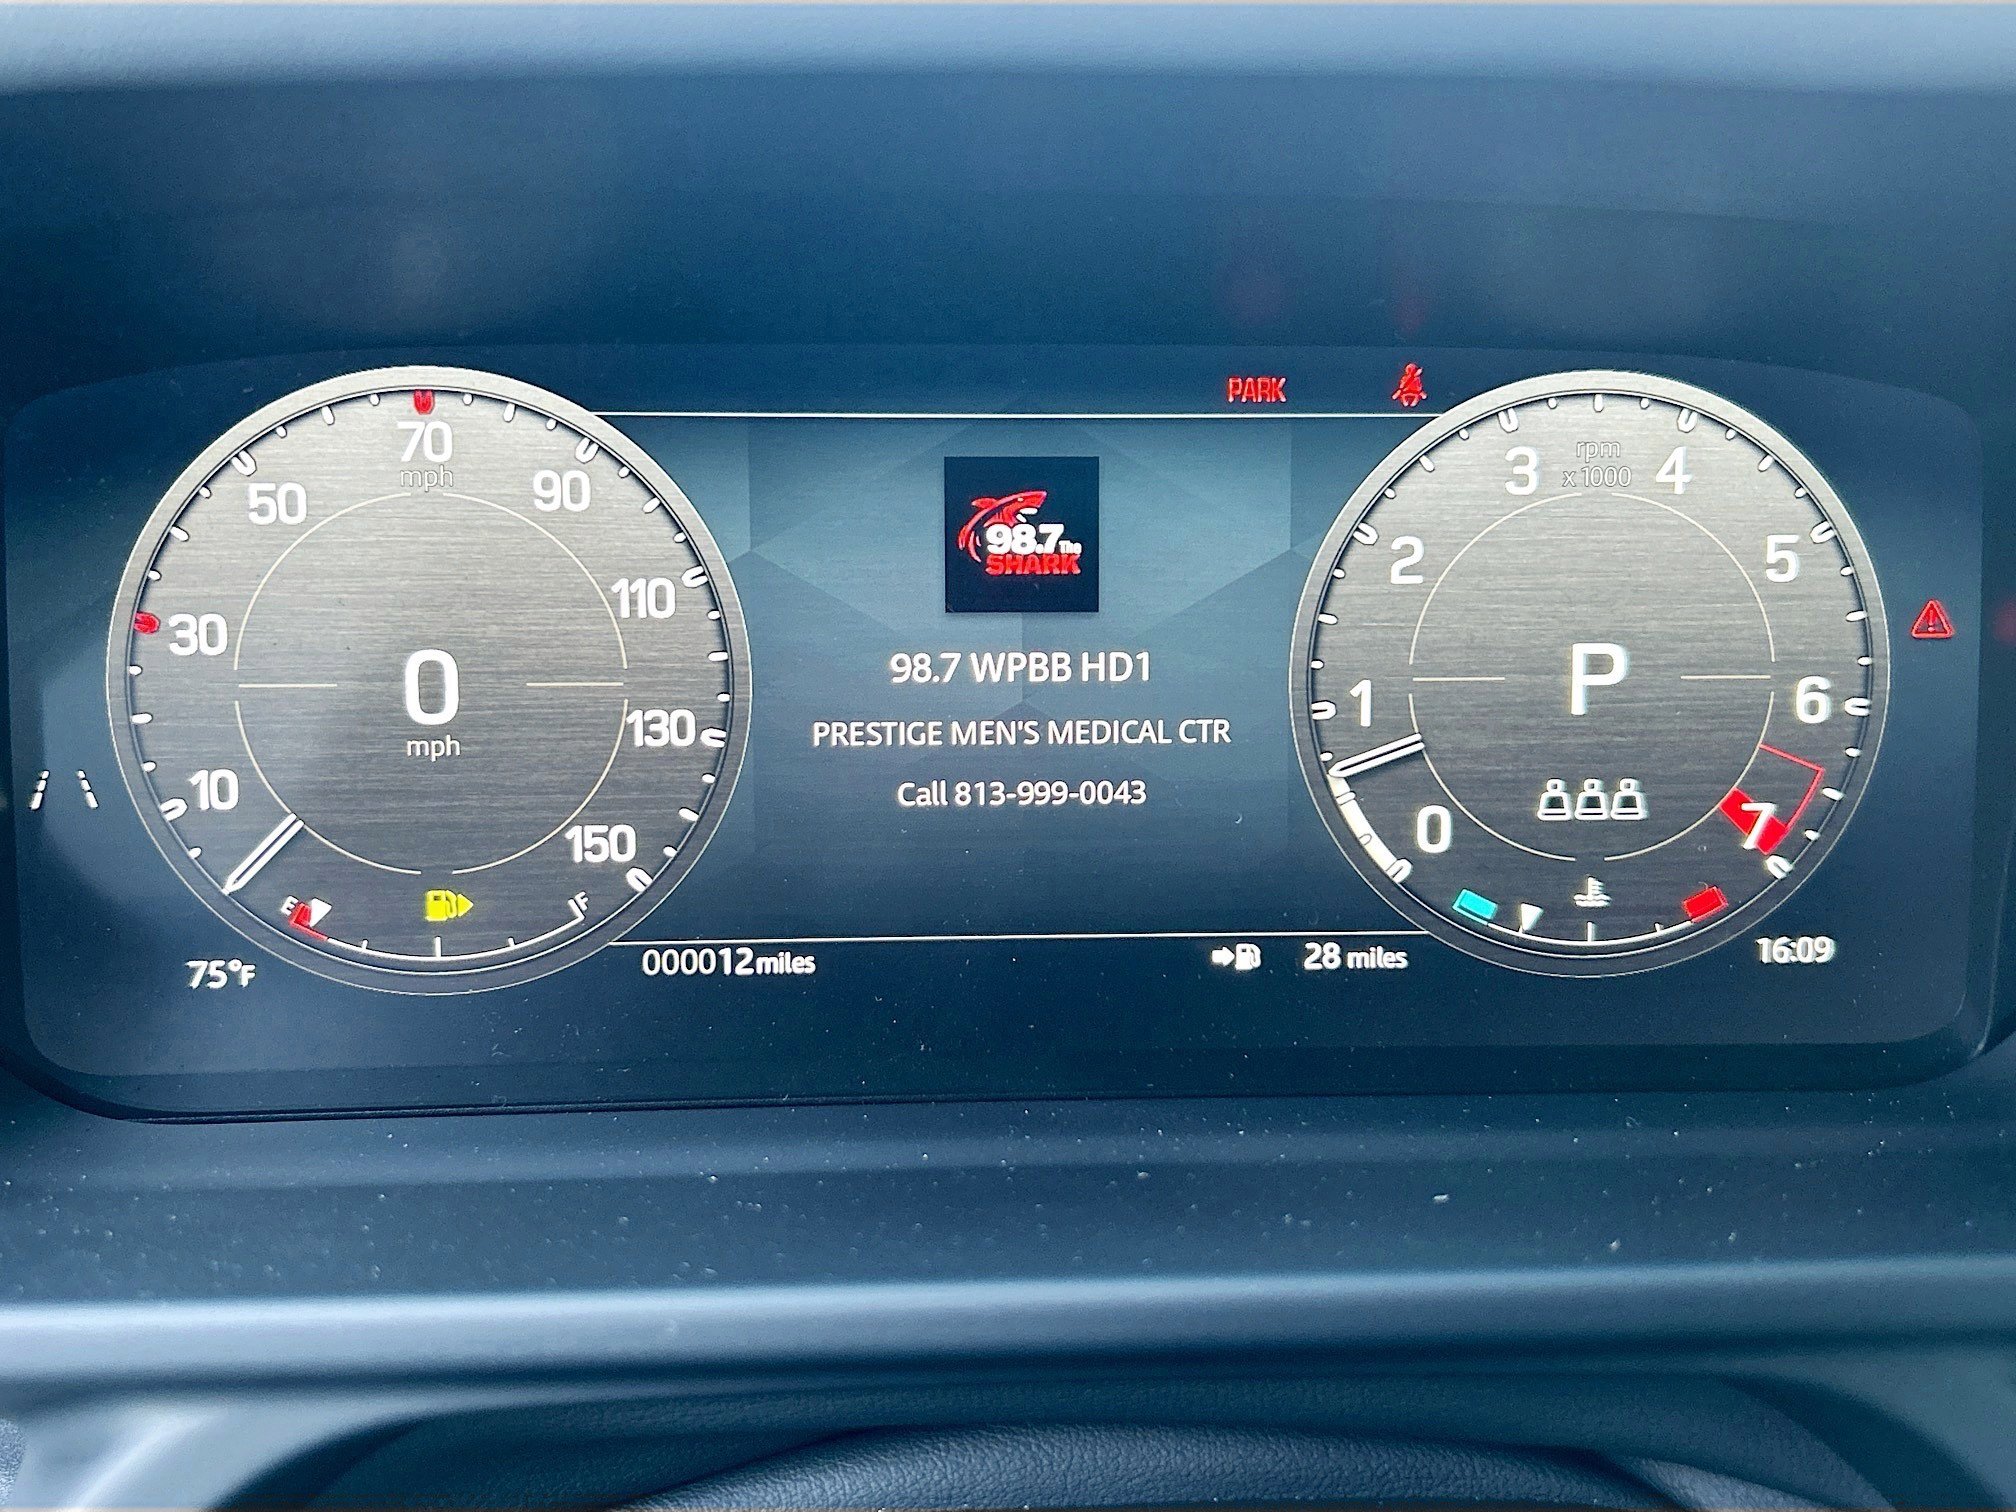 PARK
70
mph
50
90
30
110
0
mph
130
10
150
E
F
75°F
98.7 The
SHARK
98.7 WPBB HD1
PRESTIGE MEN'S MEDICAL CTR
Call 813-999-0043
000012 miles
28 miles
rpm
x 1000
3
4
2
5
1
P
6
0
7
16:09